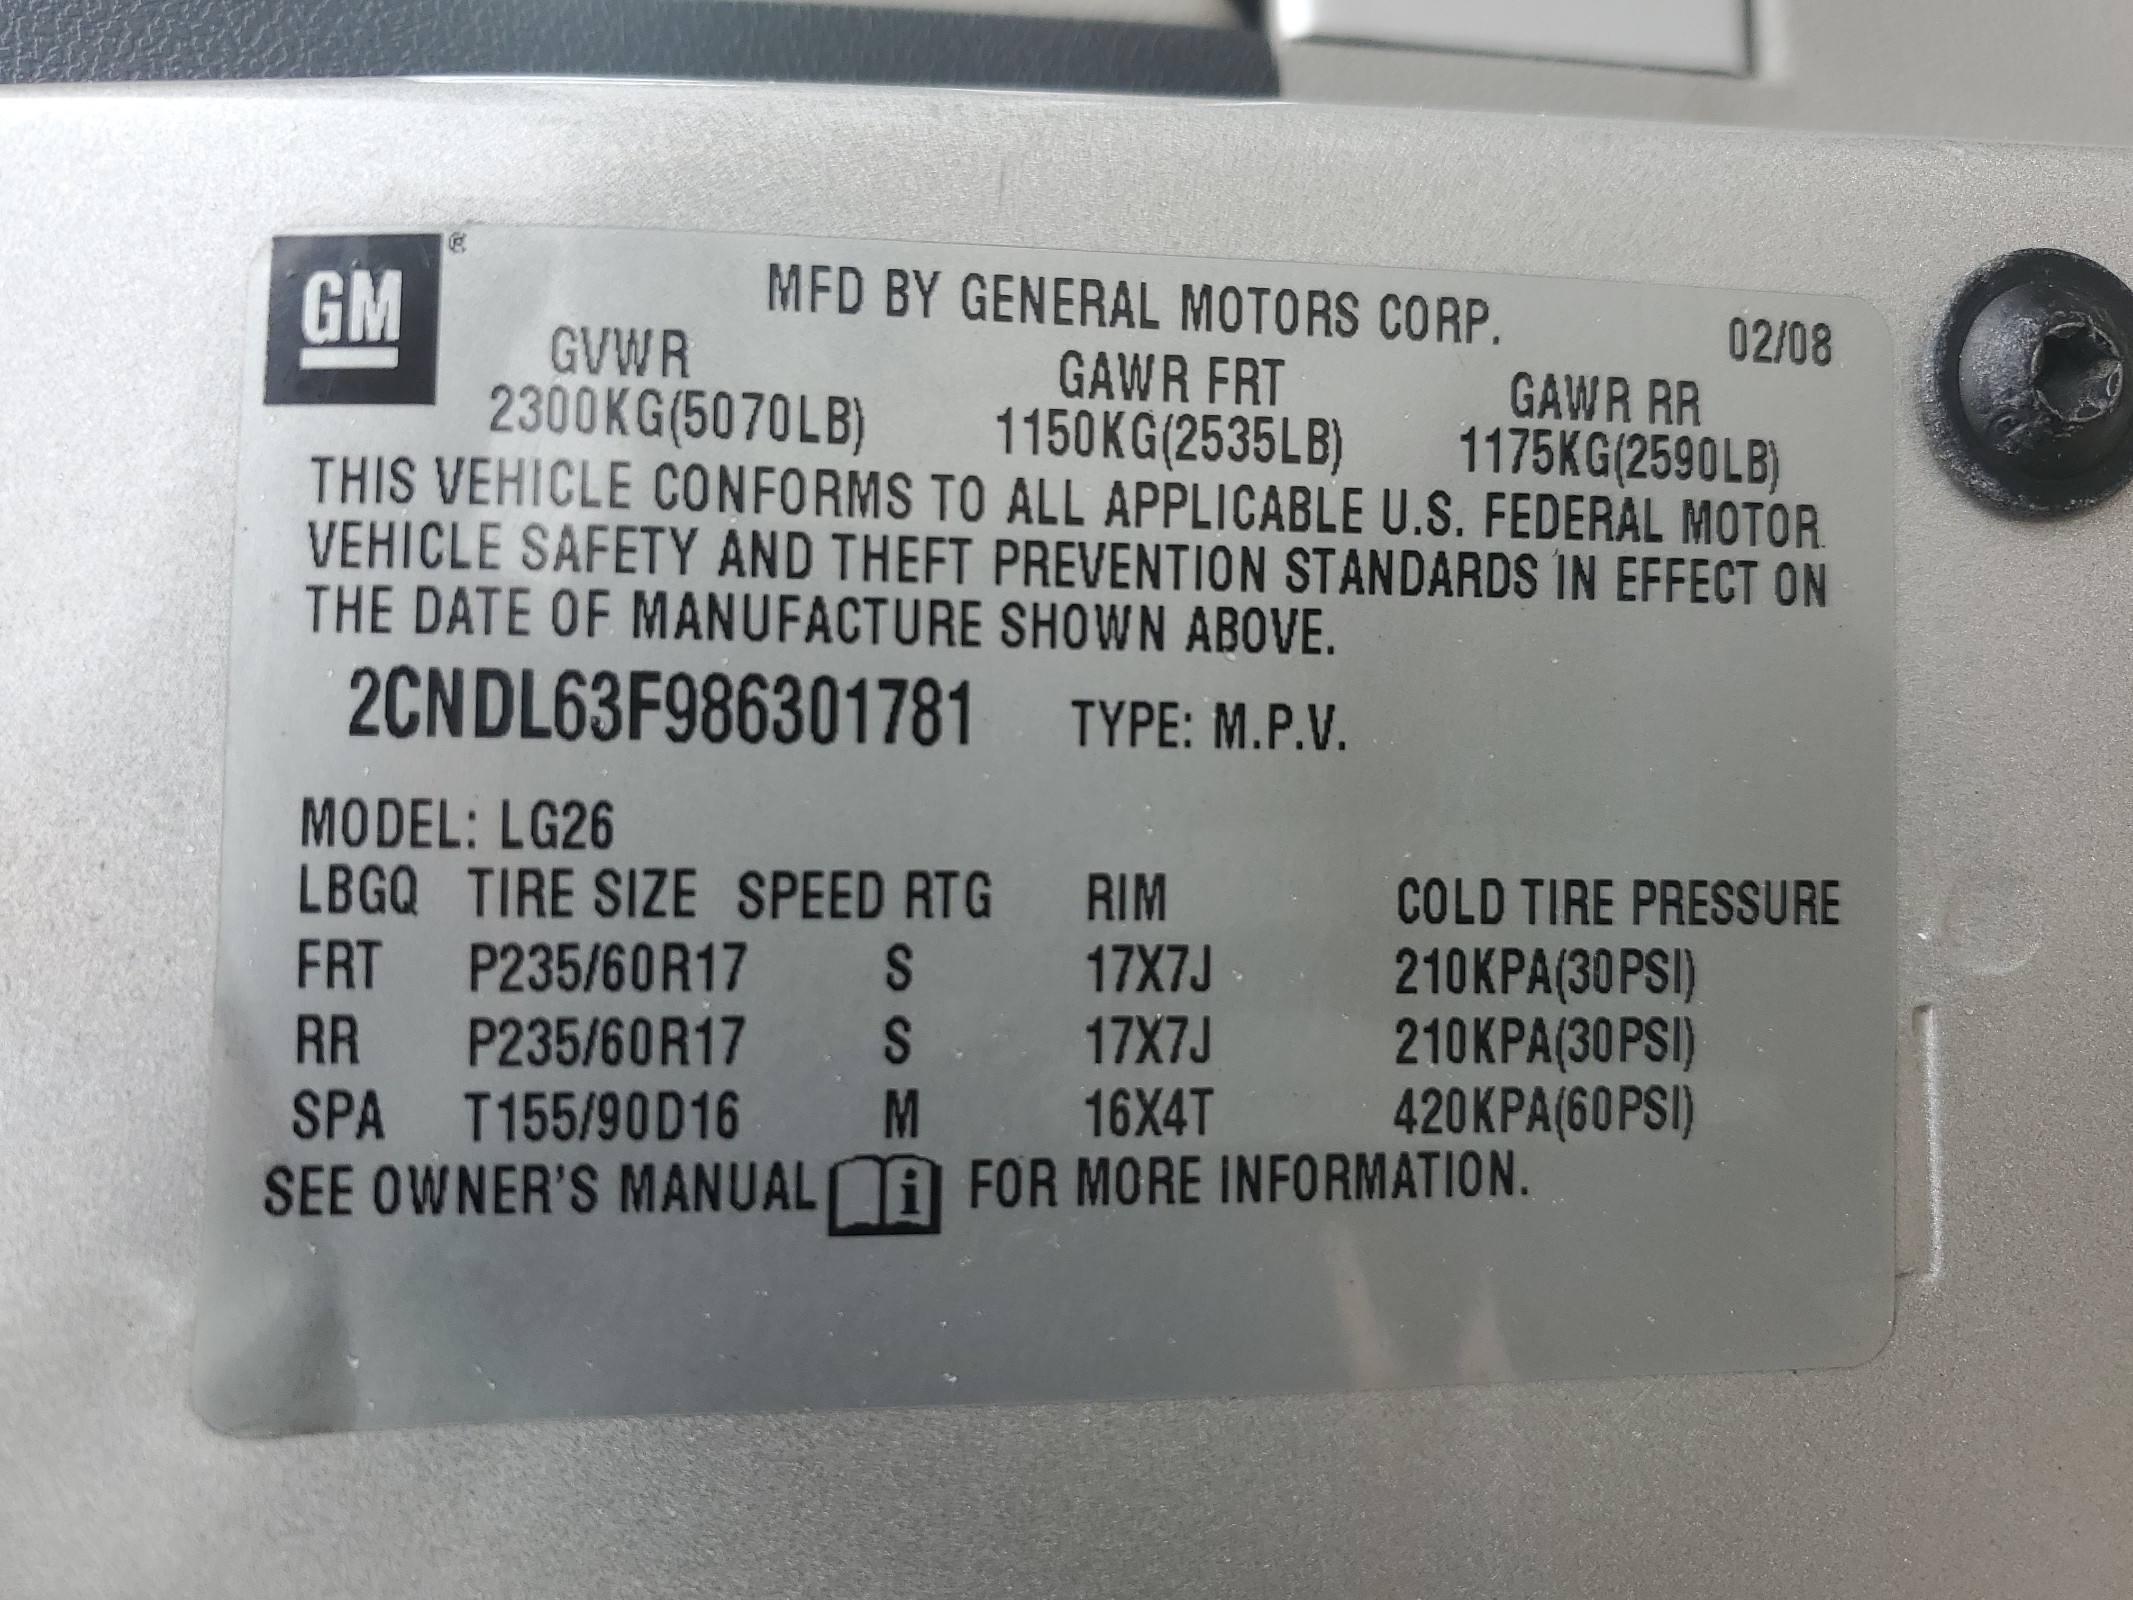 GM ®
MFD BY GENERAL MOTORS CORP. 02/08
GVWR GAWR FRT GAWR RR
2300KG(5070LB) 1150KG(2535LB) 1175KG(2590LB)
THIS VEHICLE CONFORMS TO ALL APPLICABLE U.S. FEDERAL MOTOR
VEHICLE SAFETY AND THEFT PREVENTION STANDARDS IN EFFECT ON
THE DATE OF MANUFACTURE SHOWN ABOVE.
2CNDL63F986301781 TYPE: M.P.V.
MODEL: LG26
LBGQ TIRE SIZE SPEED RTG RIM COLD TIRE PRESSURE
FRT P235/60R17 S 17X7J 210KPA(30PSI)
RR P235/60R17 S 17X7J 210KPA(30PSI)
SPA T155/90D16 M 16X4T 420KPA(60PSI)
SEE OWNER'S MANUAL i FOR MORE INFORMATION.